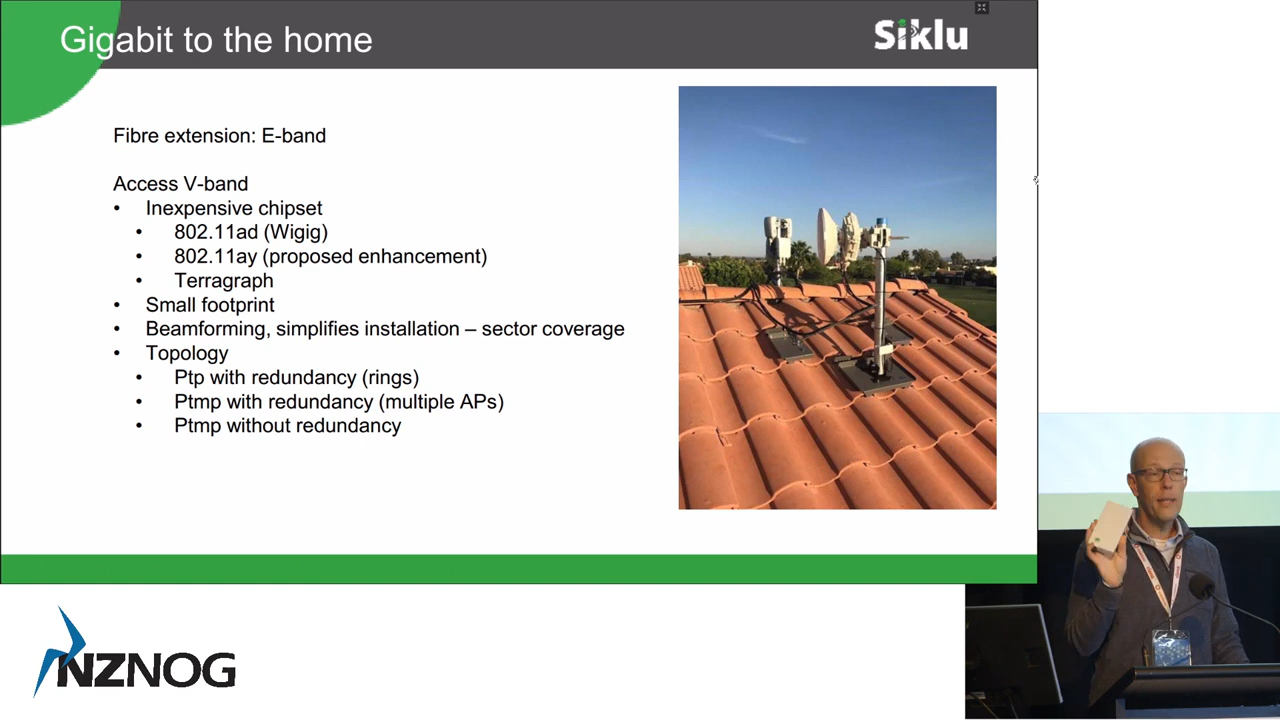 Gigabit to the home
Siklu
Fibre extension: E-band
Access V-band
• Inexpensive chipset
• 802.11ad (Wigig)
• 802.11ay (proposed enhancement)
• Terragraph
• Small footprint
• Beamforming, simplifies installation – sector coverage
• Topology
• Ptp with redundancy (rings)
• Ptmp with redundancy (multiple APs)
• Ptmp without redundancy
NZNOG